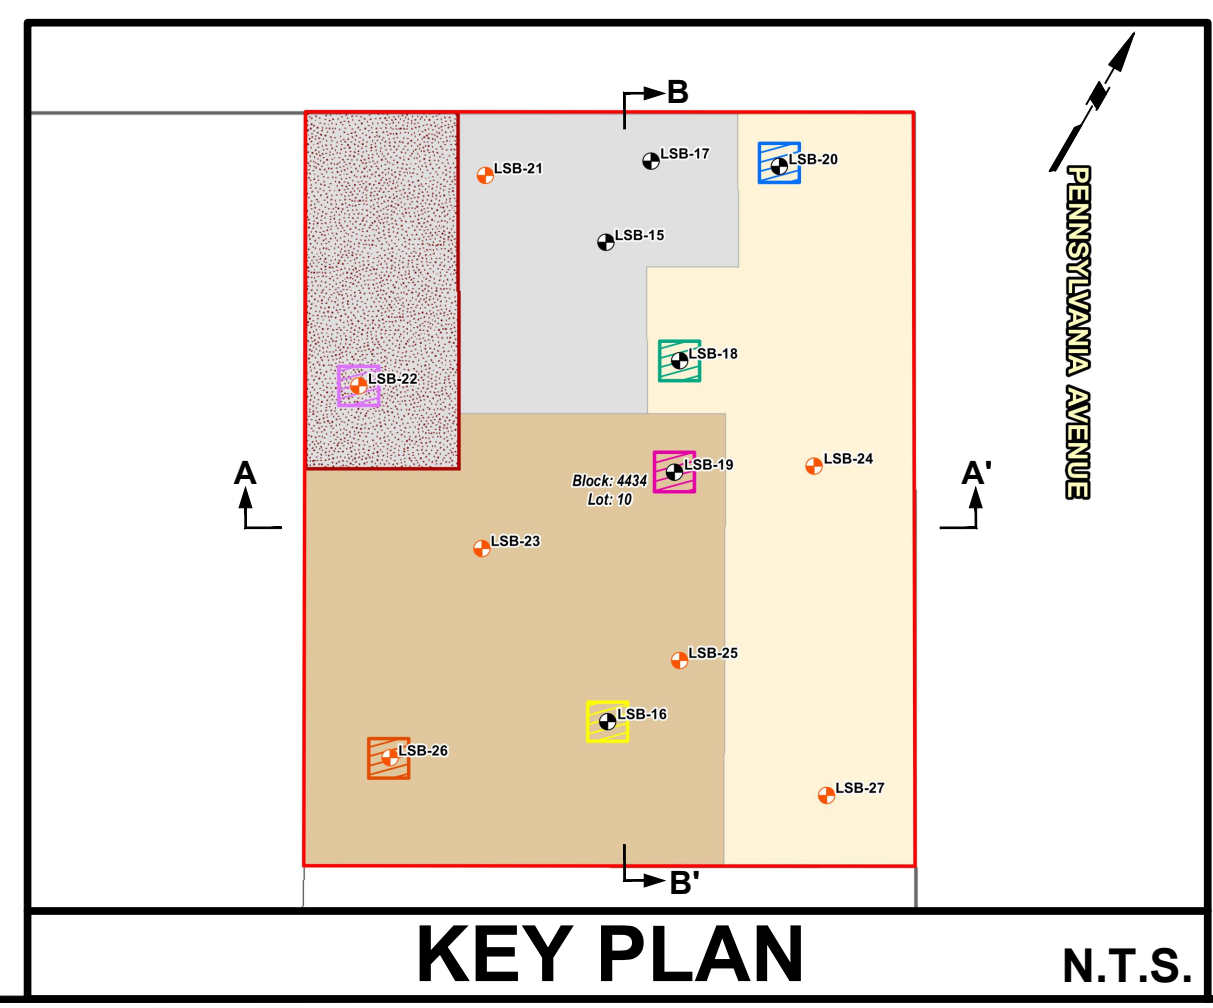 B
LSB-17
LSB-20
LSB-21
PENNSYLVANIA AVENUE
LSB-15
LSB-18
LSB-22
LSB-24
LSB-19
A
A'
Block: 4434
Lot: 10
LSB-23
LSB-25
LSB-16
LSB-26
LSB-27
B'
KEY PLAN
N.T.S.